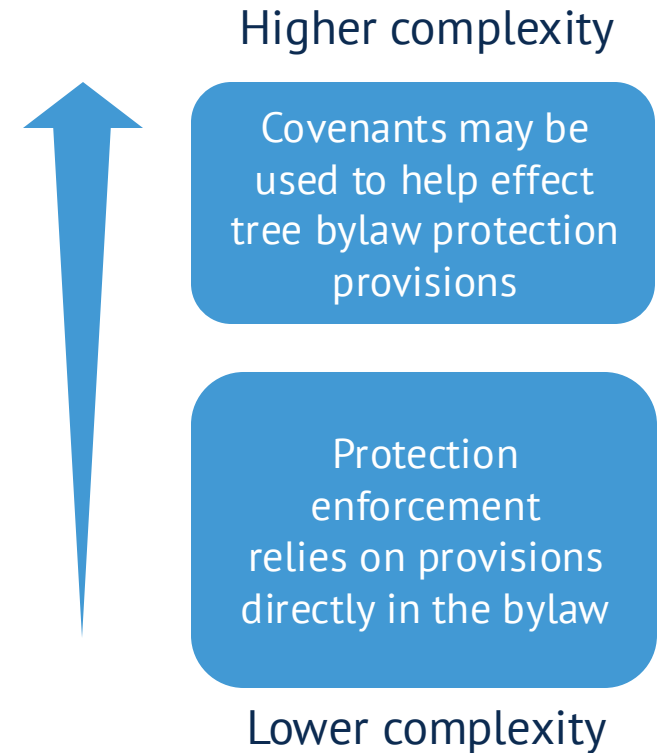 Higher complexity
Covenants may be
used to help effect
tree bylaw protection
provisions
Protection
enforcement
relies on provisions
directly in the bylaw
Lower complexity